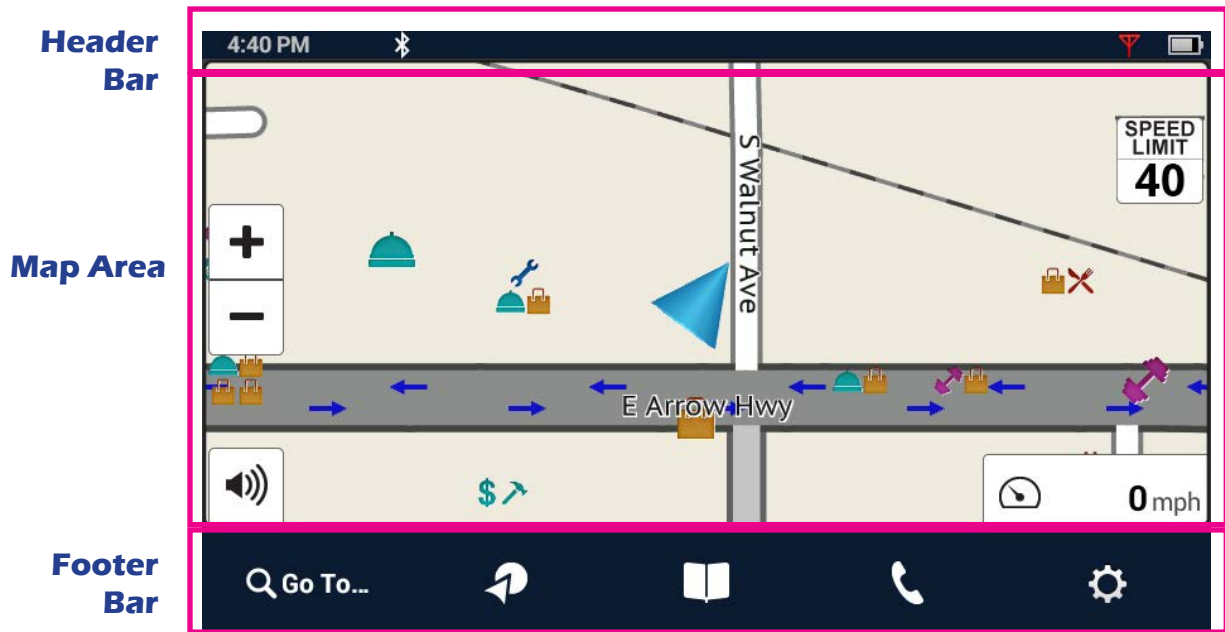 Header
Bar
4:40 PM
SPEED
LIMIT
40
S Walnut Ave
Map Area
+
−
E Arrow Hwy
$
0 mph
Footer
Bar
Go To...